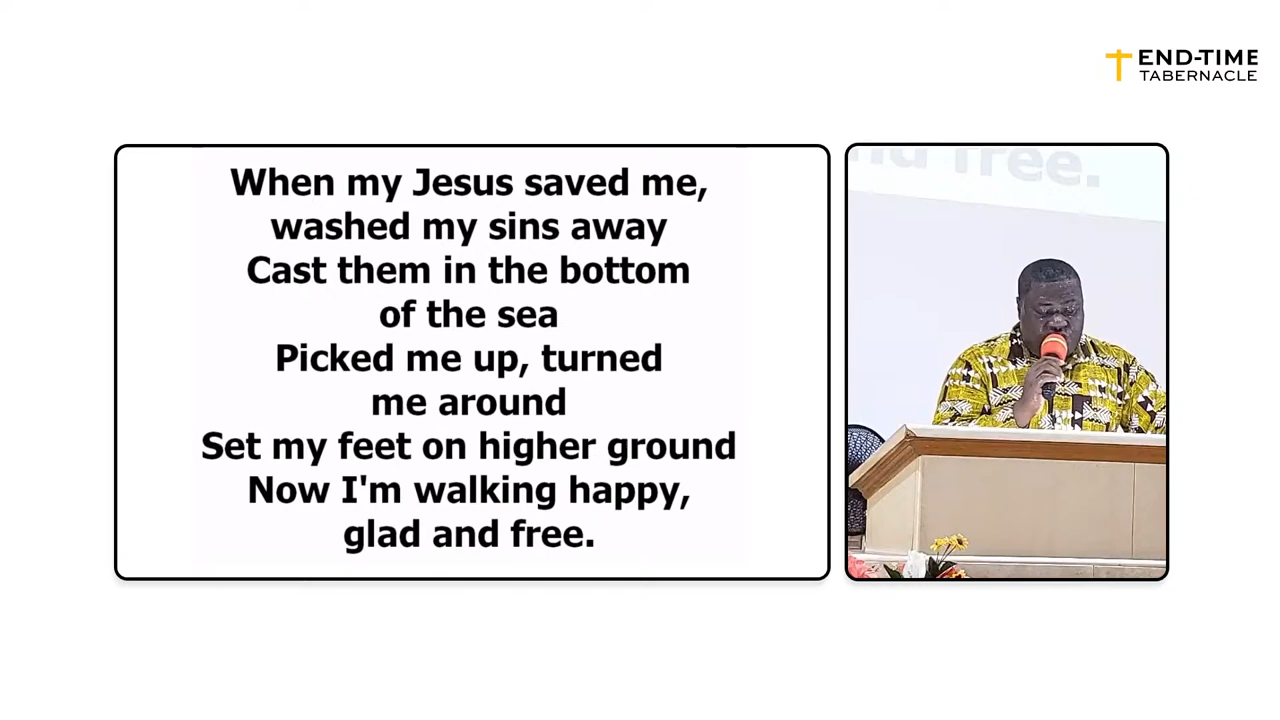 END-TIME
TABERNACLE
When my Jesus saved me,
washed my sins away
Cast them in the bottom
of the sea
Picked me up, turned
me around
Set my feet on higher ground
Now I'm walking happy,
glad and free.
free.